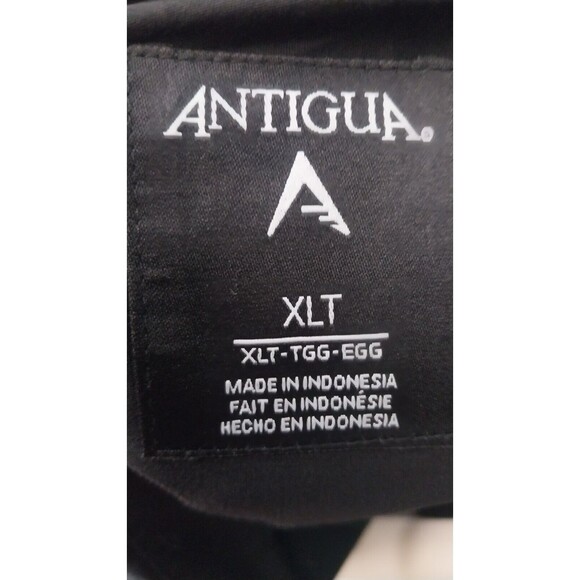 ANTIGUA®
XLT
XLT-TGG-EGG
MADE IN INDONESIA
FAIT EN INDONÉSIE
HECHO EN INDONESIA